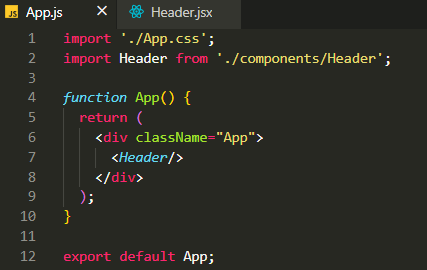 JS App.js × Header.jsx
1 import './App.css';
2 import Header from './components/Header';
3
4 function App() {
5 return (
6 <div className="App">
7 <Header/>
8 </div>
9 );
10 }
11
12 export default App;